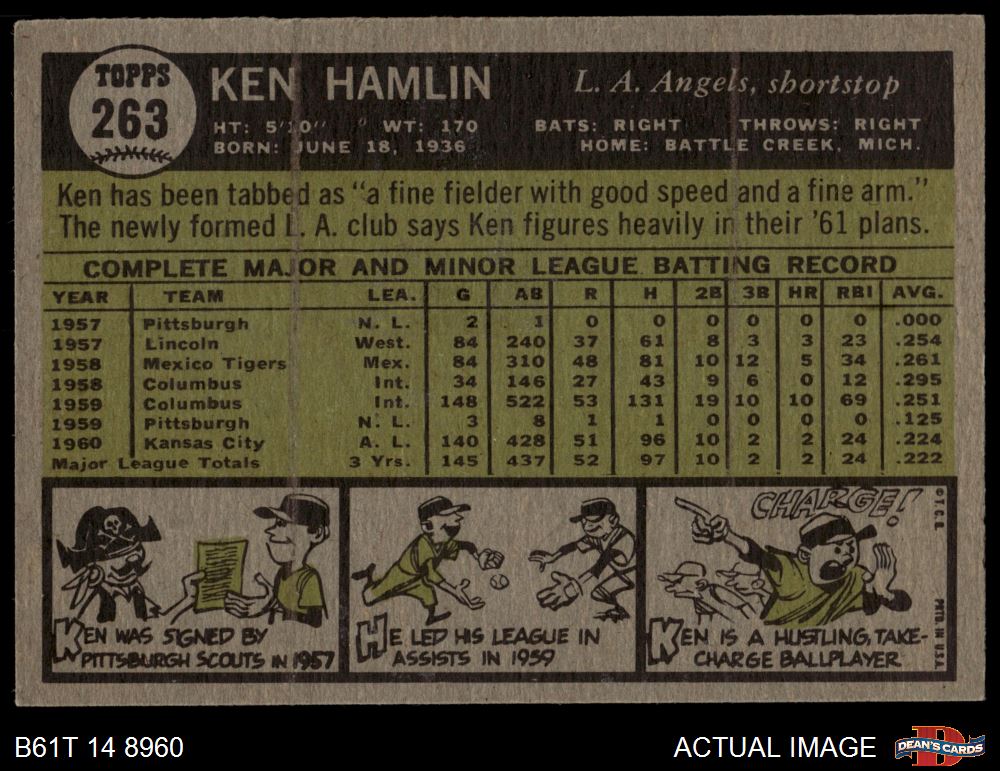 TOPPS
263
KEN HAMLIN
L. A. Angels, shortstop
HT: 5'10" WT: 170
BATS: RIGHT THROWS: RIGHT
BORN: JUNE 18, 1936
HOME: BATTLE CREEK, MICH.
Ken has been tabbed as "a fine fielder with good speed and a fine arm."
The newly formed L. A. club says Ken figures heavily in their '61 plans.
COMPLETE MAJOR AND MINOR LEAGUE BATTING RECORD
YEAR TEAM LEA. G AB R H 2B 3B HR RBI AVG.
1957 Pittsburgh N. L. 2 1 0 0 0 0 0 0 .000
1957 Lincoln West. 84 240 37 61 8 3 3 23 .254
1958 Mexico Tigers Mex. 84 310 48 81 10 12 5 34 .261
1958 Columbus Int. 34 146 27 43 9 6 0 12 .295
1959 Columbus Int. 148 522 53 131 19 10 10 69 .251
1959 Pittsburgh N. L. 3 8 1 1 0 0 0 0 .125
1960 Kansas City A. L. 140 428 51 96 10 2 2 24 .224
Major League Totals 3 Yrs. 145 437 52 97 10 2 2 24 .222
KEN WAS SIGNED BY
PITTSBURGH SCOUTS IN 1957
HE LED HIS LEAGUE IN
ASSISTS IN 1959
CHARGE!
KEN IS A HUSTLING, TAKE-
CHARGE BALLPLAYER
© T. C. G.
PRTD. IN U.S.A.
B61T 14 8960
ACTUAL IMAGE
DEAN'S CARDS